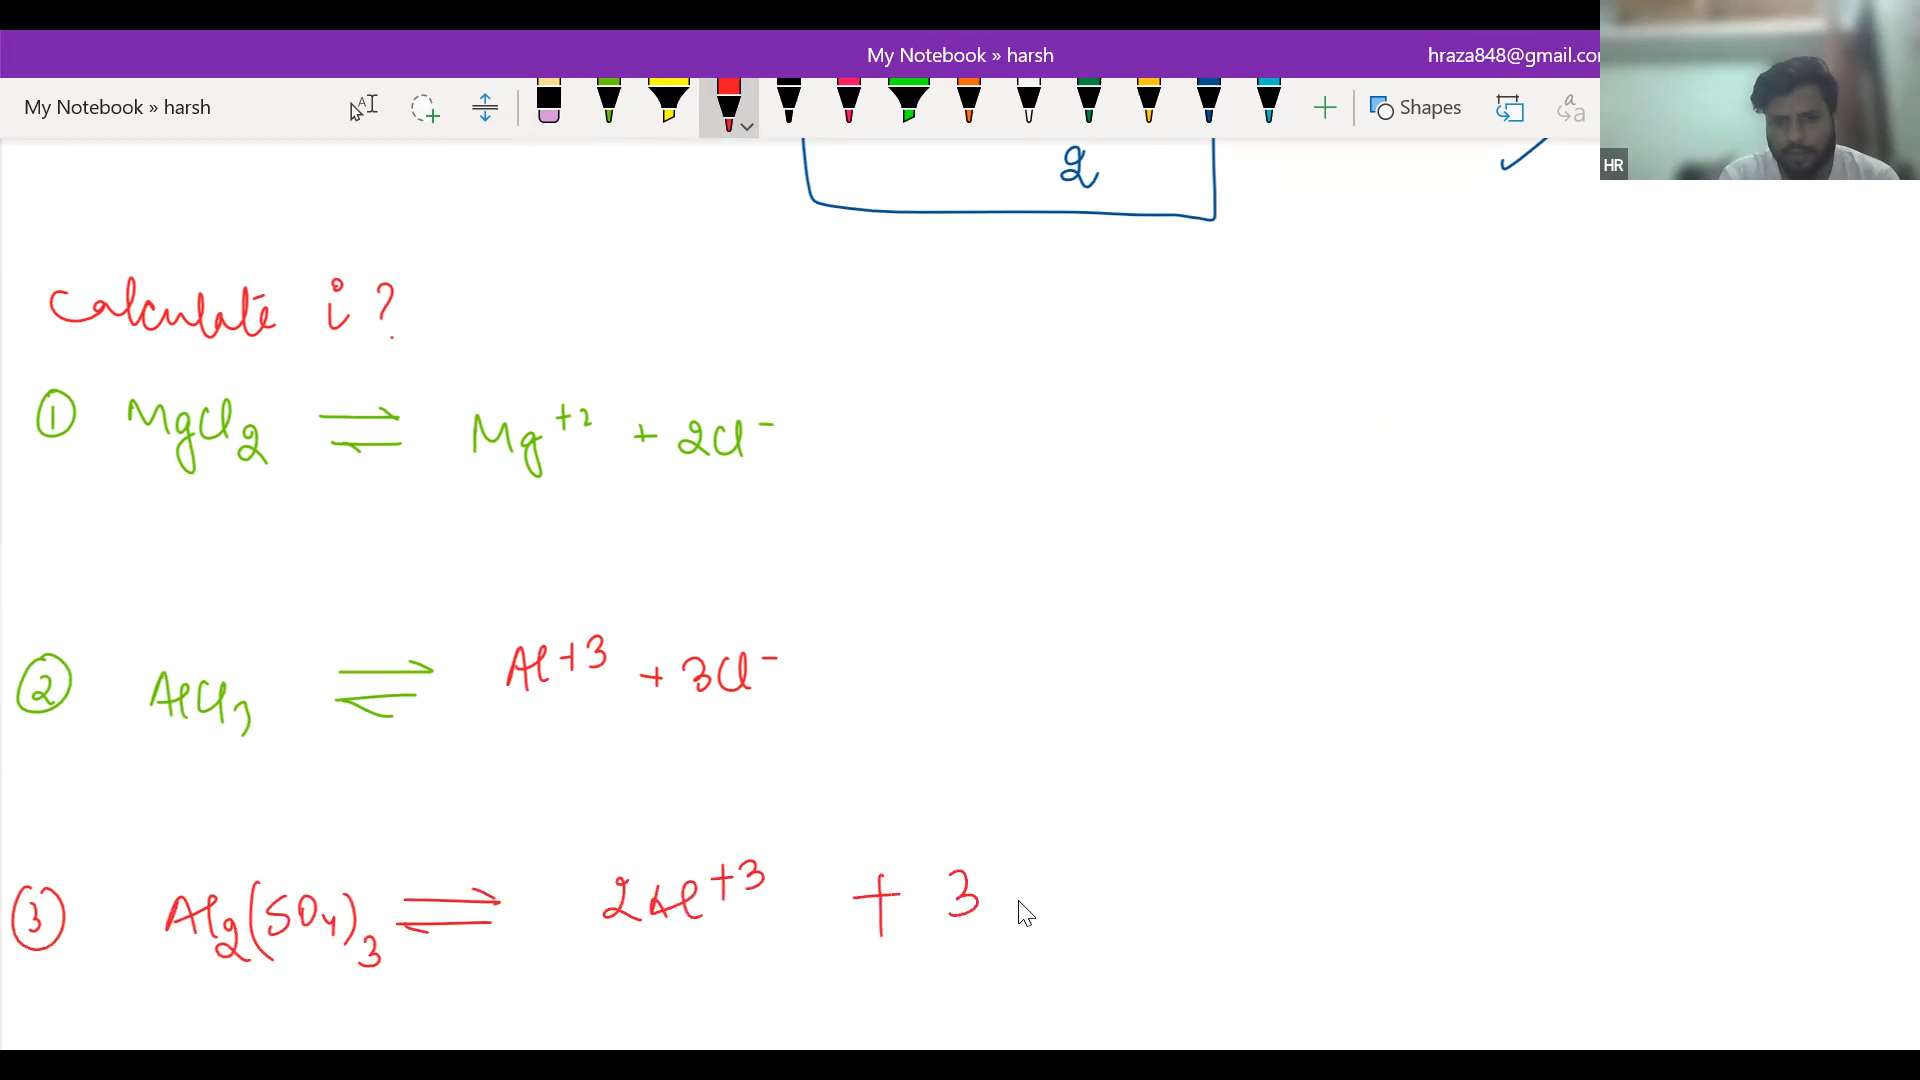 My Notebook » harsh
hraza848@gmail.co
My Notebook » harsh
Shapes
HR
2
Calculate i?
① MgCl₂ ⇌ Mg⁺² + 2Cl⁻
② AlCl₃ ⇌ Al⁺³ + 3Cl⁻
③ Al₂(SO₄)₃ ⇌ 2Al⁺³ + 3